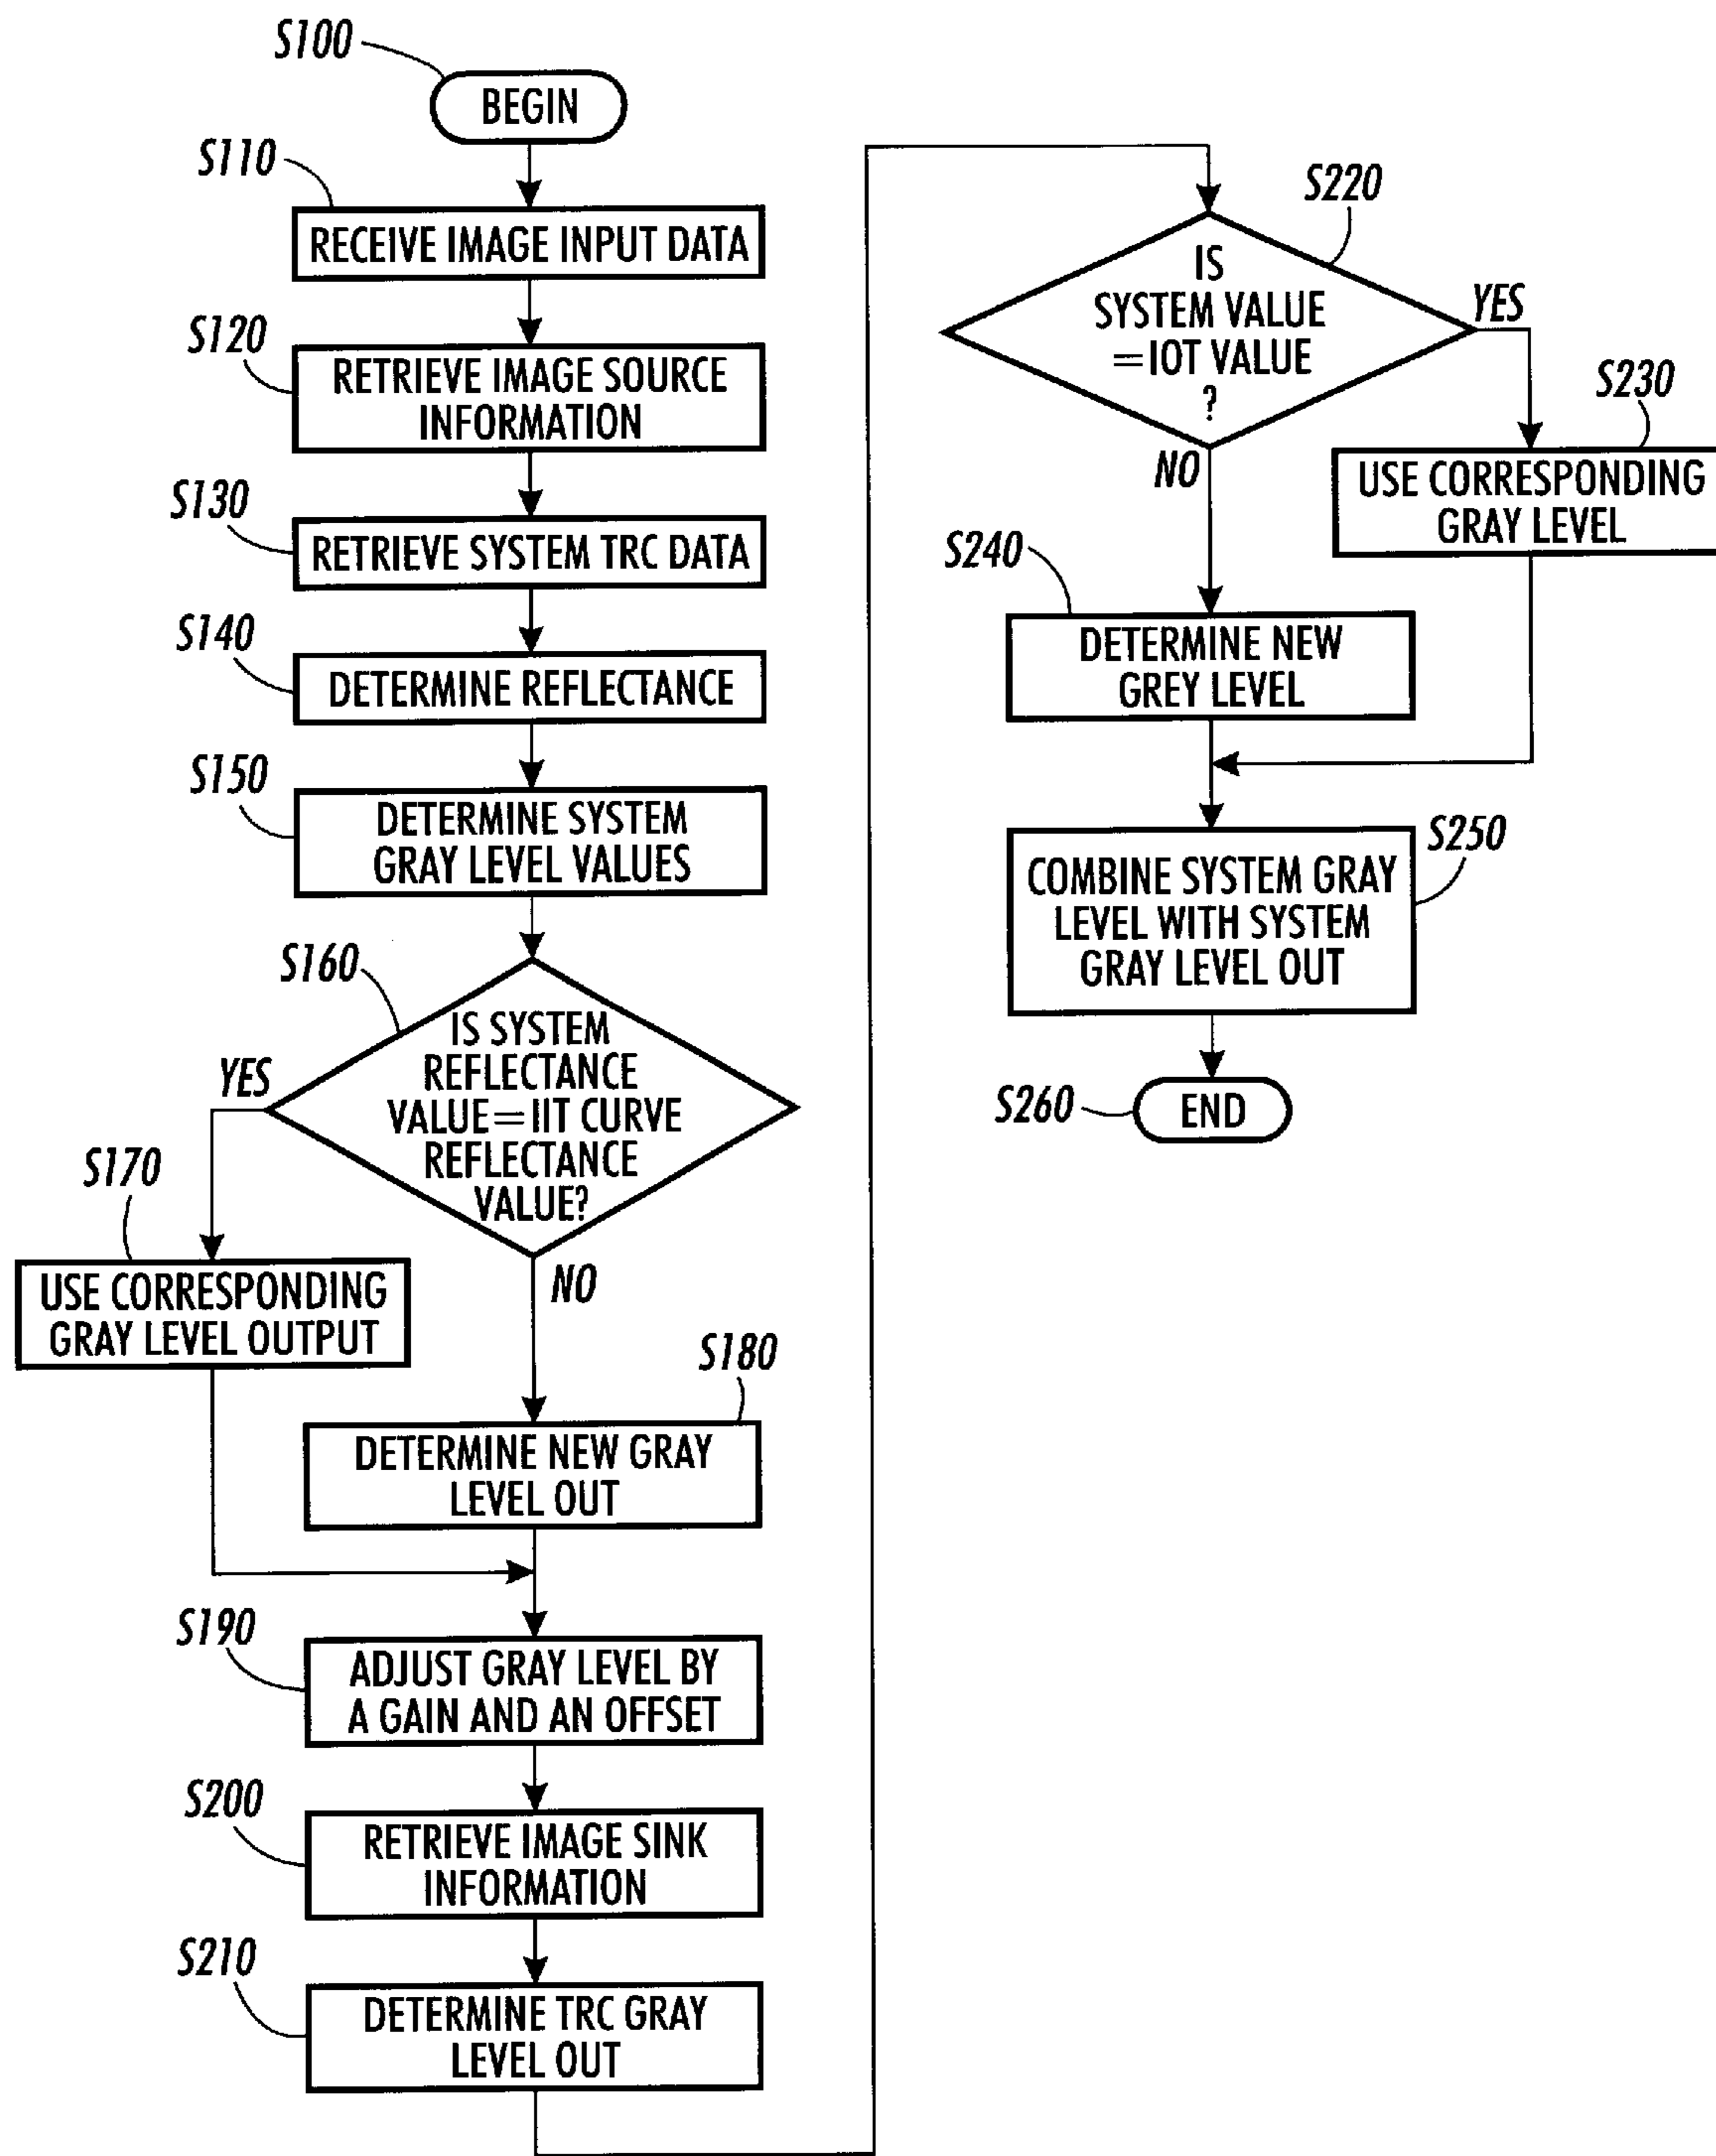 S100
BEGIN
S110
RECEIVE IMAGE INPUT DATA
S120
RETRIEVE IMAGE SOURCE
INFORMATION
S130
RETRIEVE SYSTEM TRC DATA
S140
DETERMINE REFLECTANCE
S150
DETERMINE SYSTEM
GRAY LEVEL VALUES
S160
IS SYSTEM
REFLECTANCE
VALUE=IIT CURVE
REFLECTANCE
VALUE?
YES
NO
S170
USE CORRESPONDING
GRAY LEVEL OUTPUT
S180
DETERMINE NEW GRAY
LEVEL OUT
S190
ADJUST GRAY LEVEL BY
A GAIN AND AN OFFSET
S200
RETRIEVE IMAGE SINK
INFORMATION
S210
DETERMINE TRC GRAY
LEVEL OUT
S220
IS
SYSTEM VALUE
=IOT VALUE
?
YES
NO
S230
USE CORRESPONDING
GRAY LEVEL
S240
DETERMINE NEW
GREY LEVEL
S250
COMBINE SYSTEM GRAY
LEVEL WITH SYSTEM
GRAY LEVEL OUT
S260
END